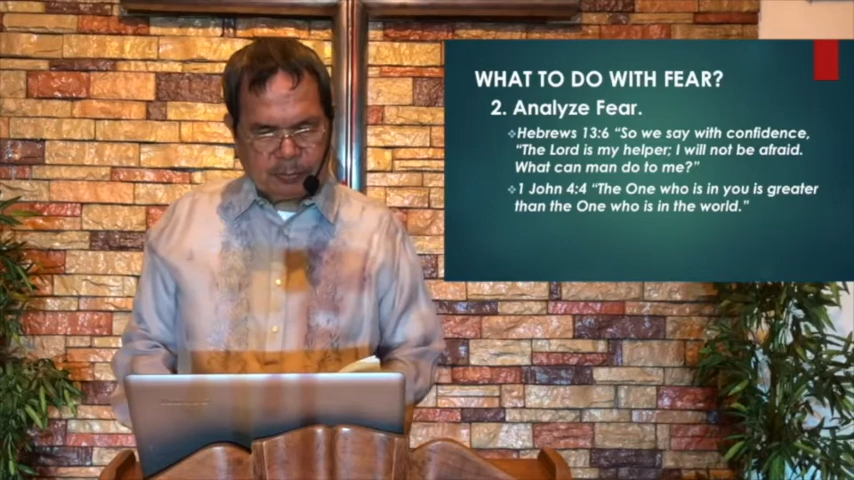 WHAT TO DO WITH FEAR?
2. Analyze Fear.
❖Hebrews 13:6 “So we say with confidence,
“The Lord is my helper; I will not be afraid.
What can man do to me?”
❖1 John 4:4 “The One who is in you is greater
than the One who is in the world.”